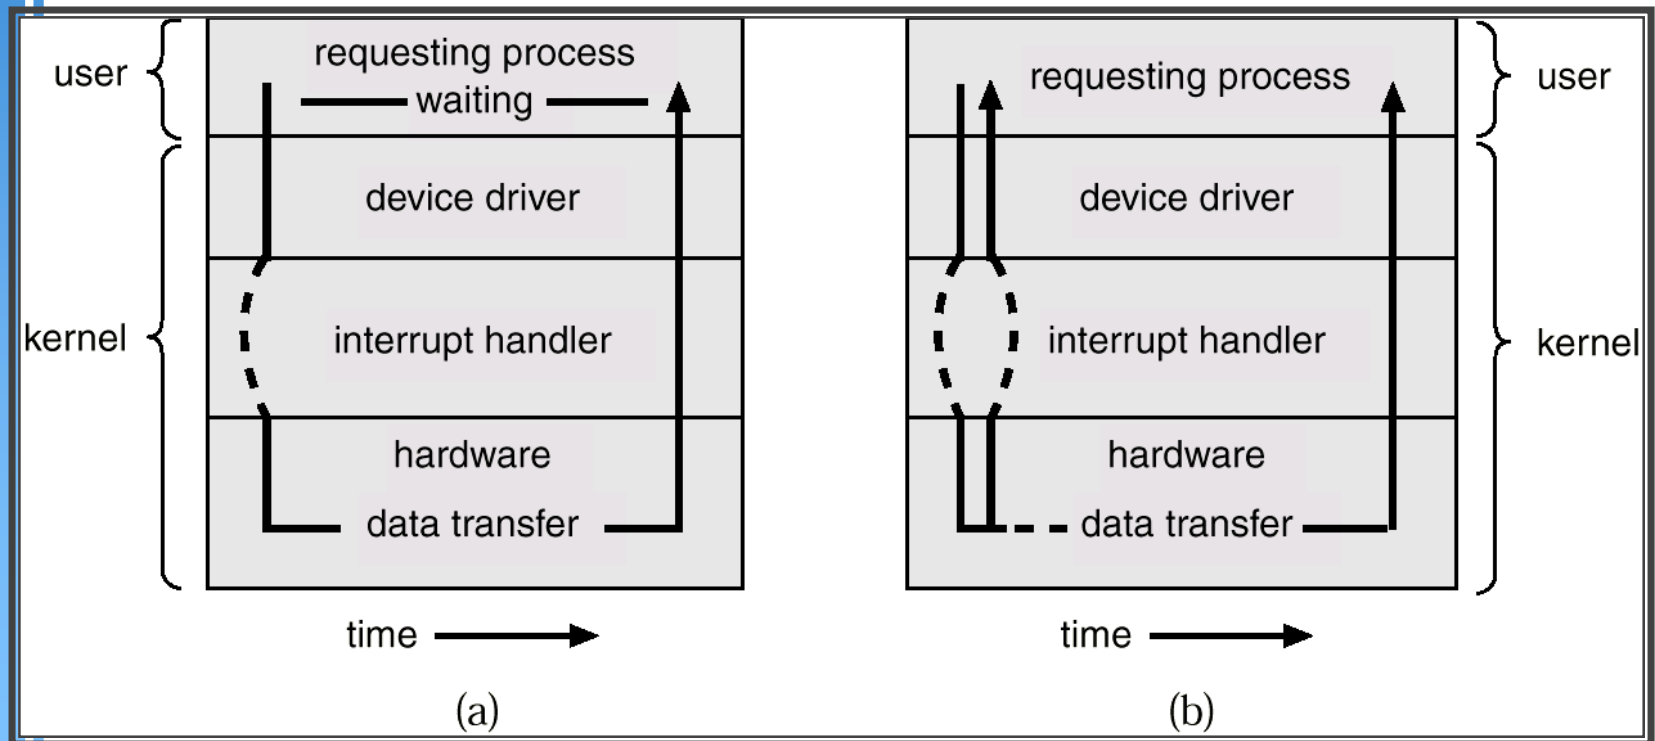 user
requesting process
waiting
device driver
kernel
interrupt handler
hardware
data transfer
time
(a)
requesting process
user
device driver
interrupt handler
kernel
hardware
data transfer
time
(b)